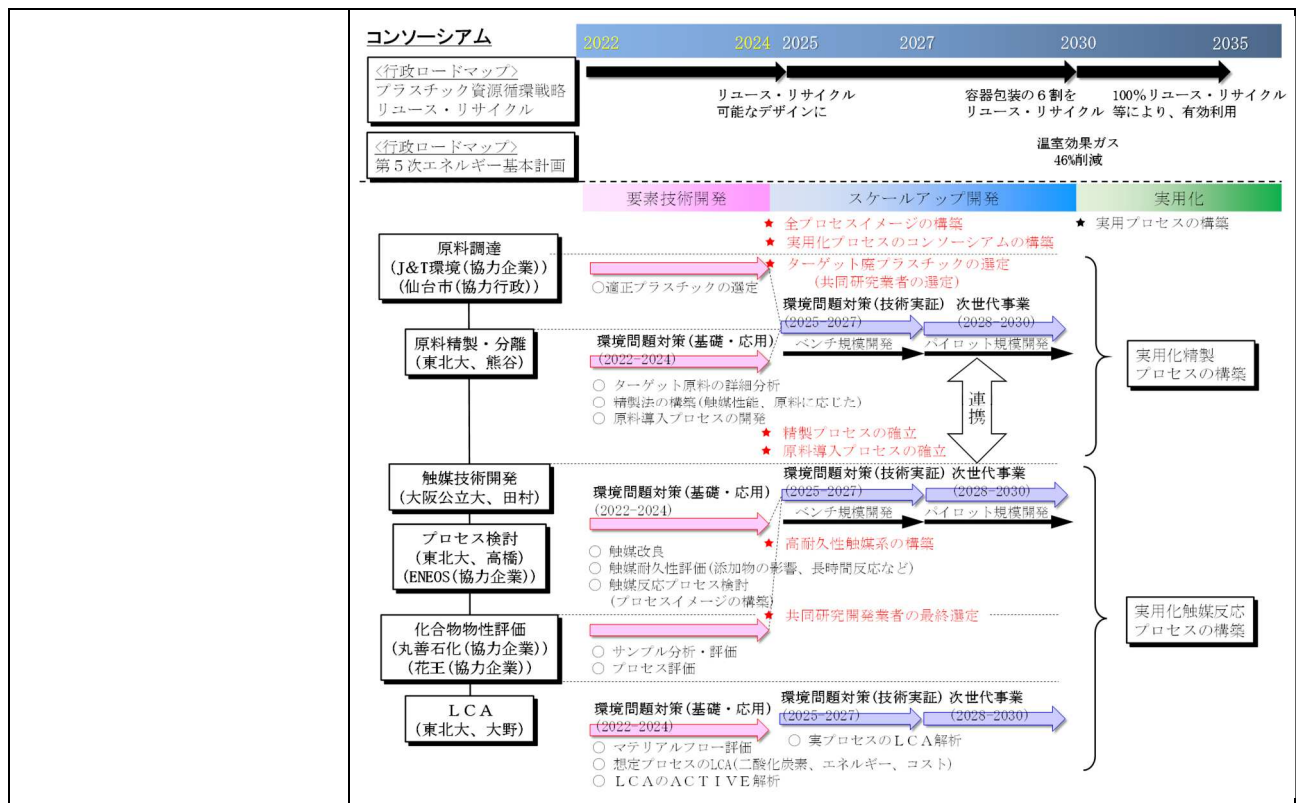 コンソーシアム
2022 2024 2025 2027 2030 2035
〈行政ロードマップ〉
プラスチック資源循環戦略
リユース・リサイクル
リユース・リサイクル
可能なデザインに
容器包装の６割を
リユース・リサイクル
100%リユース・リサイクル
等により、有効利用
〈行政ロードマップ〉
第５次エネルギー基本計画
温室効果ガス
46%削減
要素技術開発 スケールアップ開発 実用化
★ 全プロセスイメージの構築
★ 実用化プロセスのコンソーシアムの構築
★ 実用プロセスの構築
原料調達
(J&T環境(協力企業))
(仙台市(協力行政))
○適正プラスチックの選定
★ ターゲット廃プラスチックの選定
(共同研究業者の選定)
原料精製・分離
(東北大、熊谷)
環境問題対策(基礎・応用)
(2022-2024)
環境問題対策(技術実証) 次世代事業
(2025-2027) (2028-2030)
ベンチ規模開発 パイロット規模開発
○ ターゲット原料の詳細分析
○ 精製法の構築(触媒性能、原料に応じた)
○ 原料導入プロセスの開発
★ 精製プロセスの確立
★ 原料導入プロセスの確立
連携
実用化精製
プロセスの構築
触媒技術開発
(大阪公立大、田村)
プロセス検討
(東北大、高橋)
(ENEOS(協力企業))
環境問題対策(基礎・応用)
(2022-2024)
環境問題対策(技術実証) 次世代事業
(2025-2027) (2028-2030)
ベンチ規模開発 パイロット規模開発
★ 高耐久性触媒系の構築
○ 触媒改良
○ 触媒耐久性評価(添加物の影響、長時間反応など)
○ 触媒反応プロセス検討
(プロセスイメージの構築)
★ 共同研究開発業者の最終選定
化合物物性評価
(丸善石化(協力企業))
(花王(協力企業))
○ サンプル分析・評価
○ プロセス評価
実用化触媒反応
プロセスの構築
ＬＣＡ
(東北大、大野)
環境問題対策(基礎・応用)
(2022-2024)
環境問題対策(技術実証) 次世代事業
(2025-2027) (2028-2030)
○ 実プロセスのＬＣＡ解析
○ マテリアルフロー評価
○ 想定プロセスのLCA(二酸化炭素、エネルギー、コスト)
○ ＬＣＡのＡＣＴＩＶＥ解析